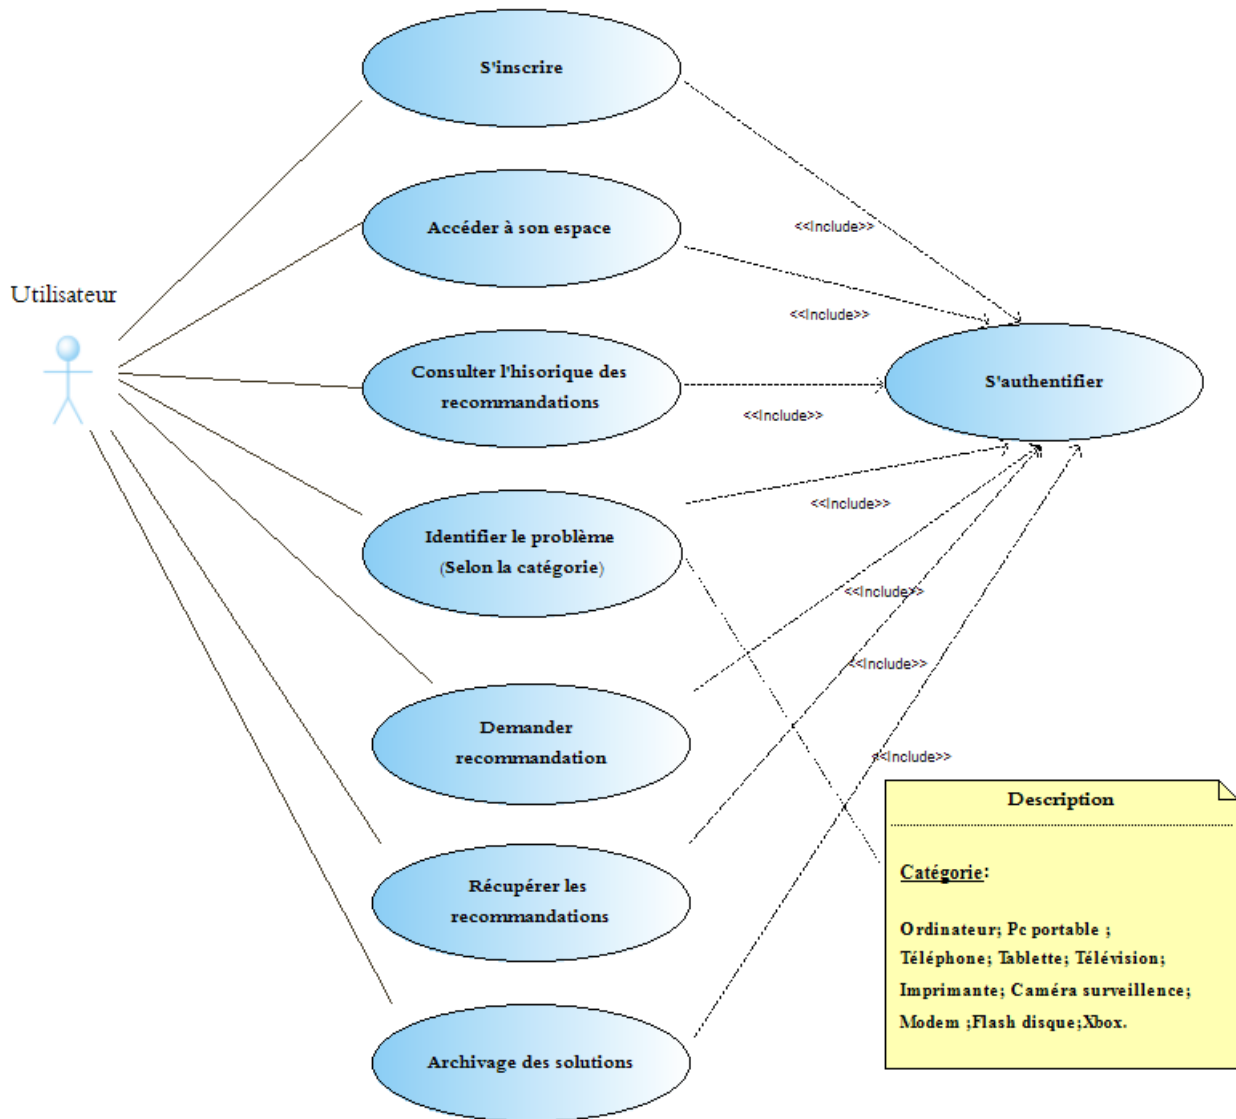 S'inscrire
Accéder à son espace
<<Include>>
Utilisateur
<<Include>>
Consulter l'hisorique des
recommandations
S'authentifier
<<Include>>
<<Include>>
Identifier le problème
(Selon la catégorie)
<<Include>>
<<Include>>
Demander
recommandation
<<Include>>
Description
Catégorie:
Ordinateur; Pc portable ;
Téléphone; Tablette; Télévision;
Imprimante; Caméra surveillence;
Modem ;Flash disque;Xbox.
Récupérer les
recommandations
Archivage des solutions